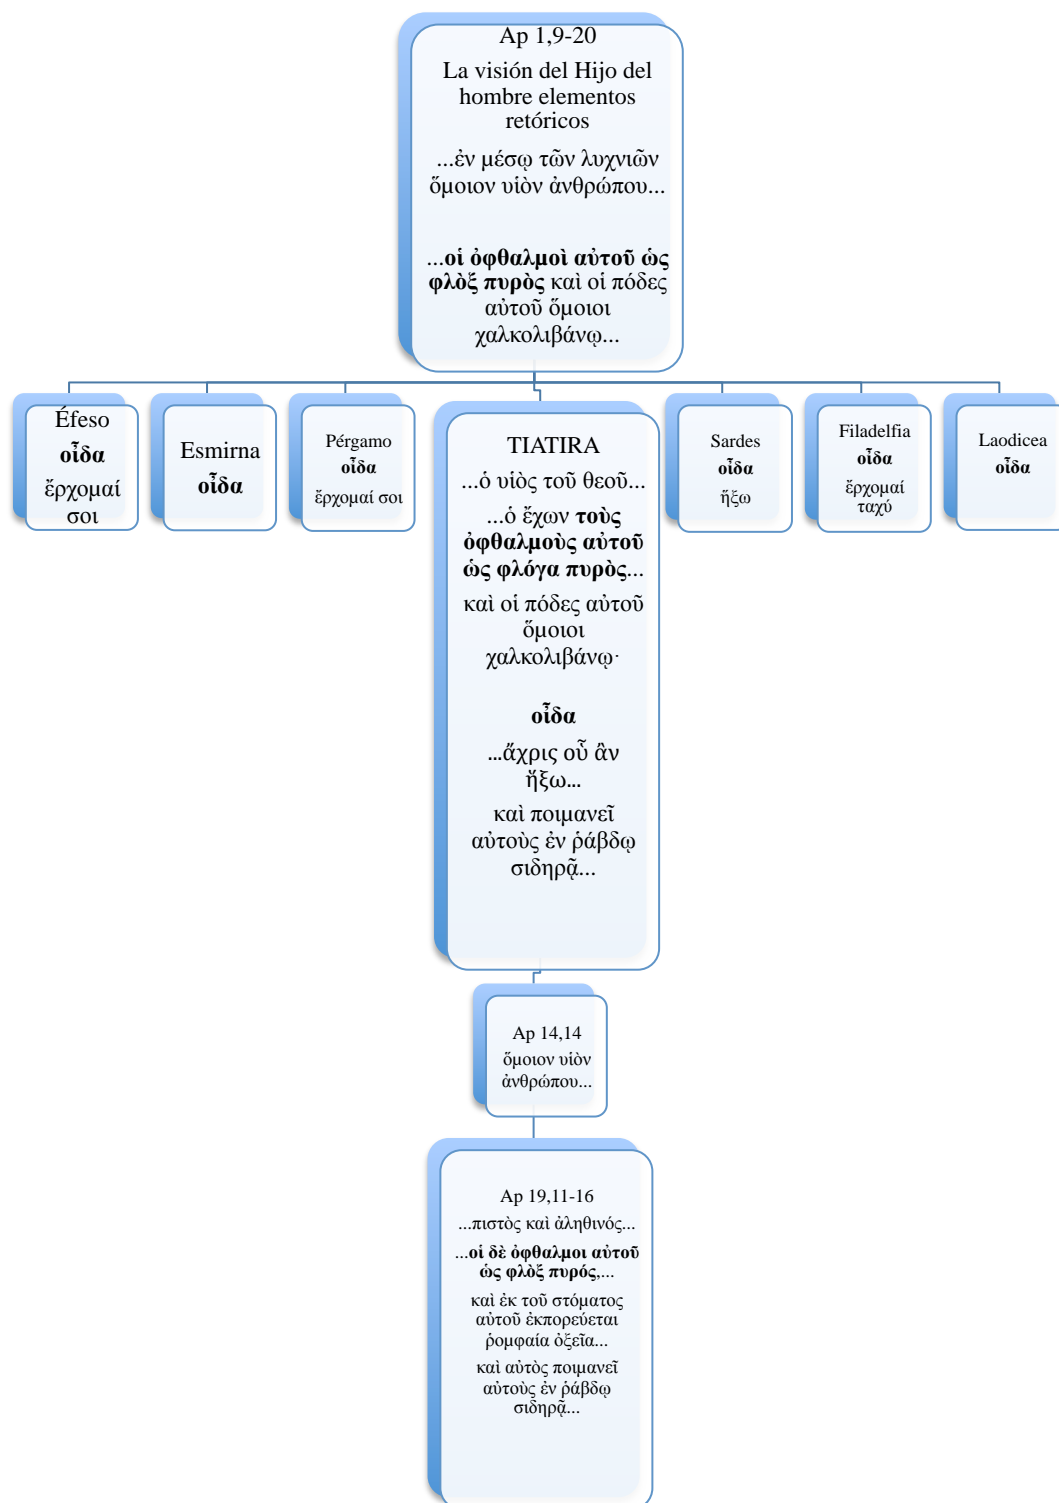 Ap 1,9-20
La visión del Hijo del
hombre elementos
retóricos
...ἐν μέσῳ τῶν λυχνιῶν
ὅμοιον υἱὸν ἀνθρώπου...
...οἱ ὀφθαλμοὶ αὐτοῦ ὡς
φλὸξ πυρὸς καὶ οἱ πόδες
αὐτοῦ ὅμοιοι
χαλκολιβάνῳ...
Éfeso
οἶδα
ἔρχομαί
σοι
Esmirna
οἶδα
Pérgamo
οἶδα
ἔρχομαί σοι
TIATIRA
...ὁ υἱὸς τοῦ θεοῦ...
...ὁ ἔχων τοὺς
ὀφθαλμοὺς αὐτοῦ
ὡς φλόγα πυρὸς...
καὶ οἱ πόδες αὐτοῦ
ὅμοιοι
χαλκολιβάνῳ·
οἶδα
...ἄχρις οὗ ἂν
ἥξω...
καὶ ποιμανεῖ
αὐτοὺς ἐν ῥάβδῳ
σιδηρᾷ...
Sardes
οἶδα
ἥξω
Filadelfia
οἶδα
ἔρχομαί
ταχύ
Laodicea
οἶδα
Ap 14,14
ὅμοιον υἱὸν
ἀνθρώπου...
Ap 19,11-16
...πιστὸς καὶ ἀληθινός...
...οἱ δὲ ὀφθαλμοι αὐτοῦ
ὡς φλὸξ πυρός,...
καὶ ἐκ τοῦ στόματος
αὐτοῦ ἐκπορεύεται
ῥομφαία ὀξεῖα...
καὶ αὐτὸς ποιμανεῖ
αὐτοὺς ἐν ῥάβδῳ
σιδηρᾷ...